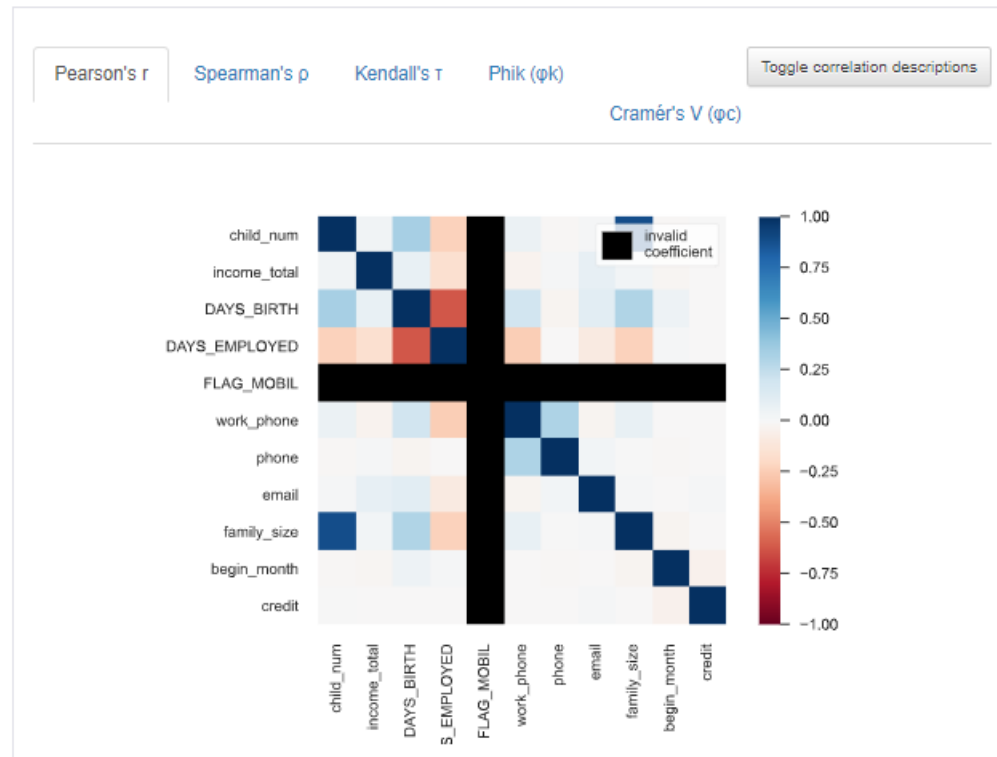 Pearson's r
Spearman's ρ
Kendall's τ
Phik (φk)
Toggle correlation descriptions
Cramér's V (φc)
child_num
income_total
DAYS_BIRTH
DAYS_EMPLOYED
FLAG_MOBIL
work_phone
phone
email
family_size
begin_month
credit
invalid
coefficient
1.00
0.75
0.50
0.25
0.00
−0.25
−0.50
−0.75
−1.00
child_num
income_total
DAYS_BIRTH
S_EMPLOYED
FLAG_MOBIL
work_phone
phone
email
family_size
begin_month
credit